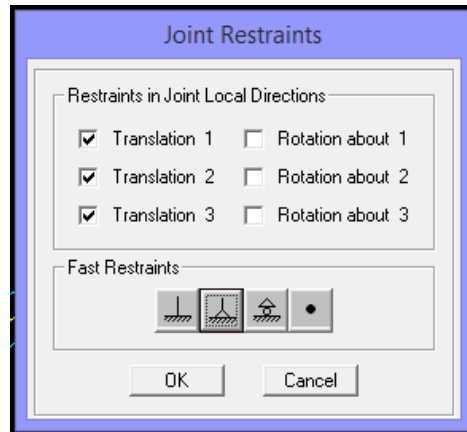 Joint Restraints
Restraints in Joint Local Directions
Translation 1 Rotation about 1
Translation 2 Rotation about 2
Translation 3 Rotation about 3
Fast Restraints
OK Cancel